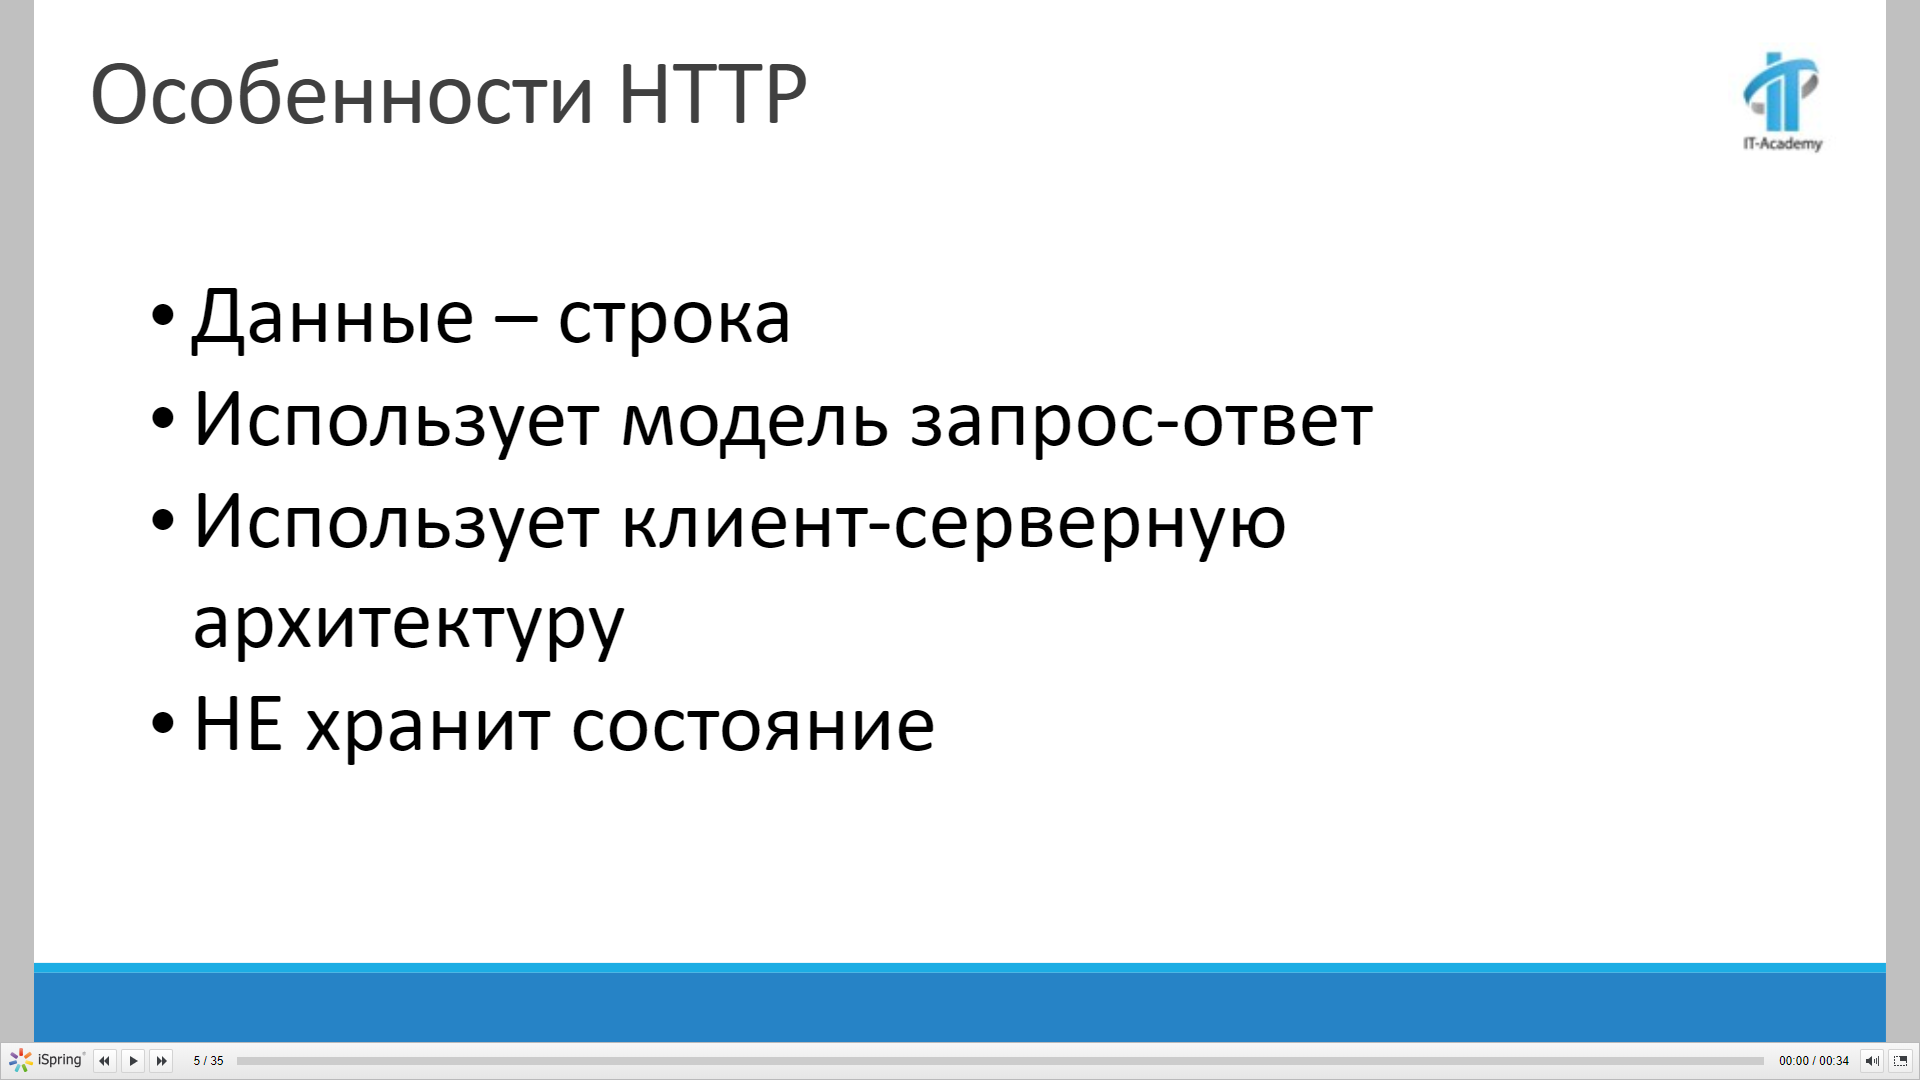 Особенности HTTP
IT-Academy
• Данные – строка
• Использует модель запрос-ответ
• Использует клиент-серверную
архитектуру
• НЕ хранит состояние
iSpring
5 / 35
00:00 / 00:34